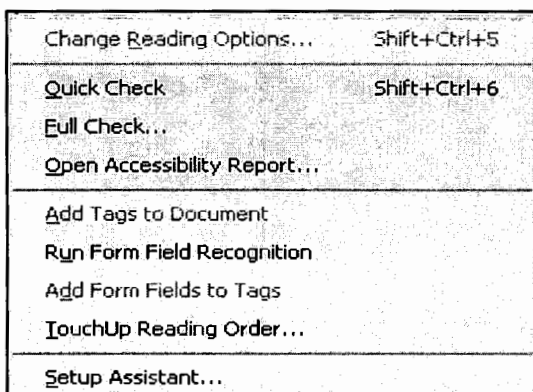 Change Reading Options... Shift+Ctrl+5
Quick Check Shift+Ctrl+6
Full Check...
Open Accessibility Report...
Add Tags to Document
Run Form Field Recognition
Add Form Fields to Tags
TouchUp Reading Order...
Setup Assistant...